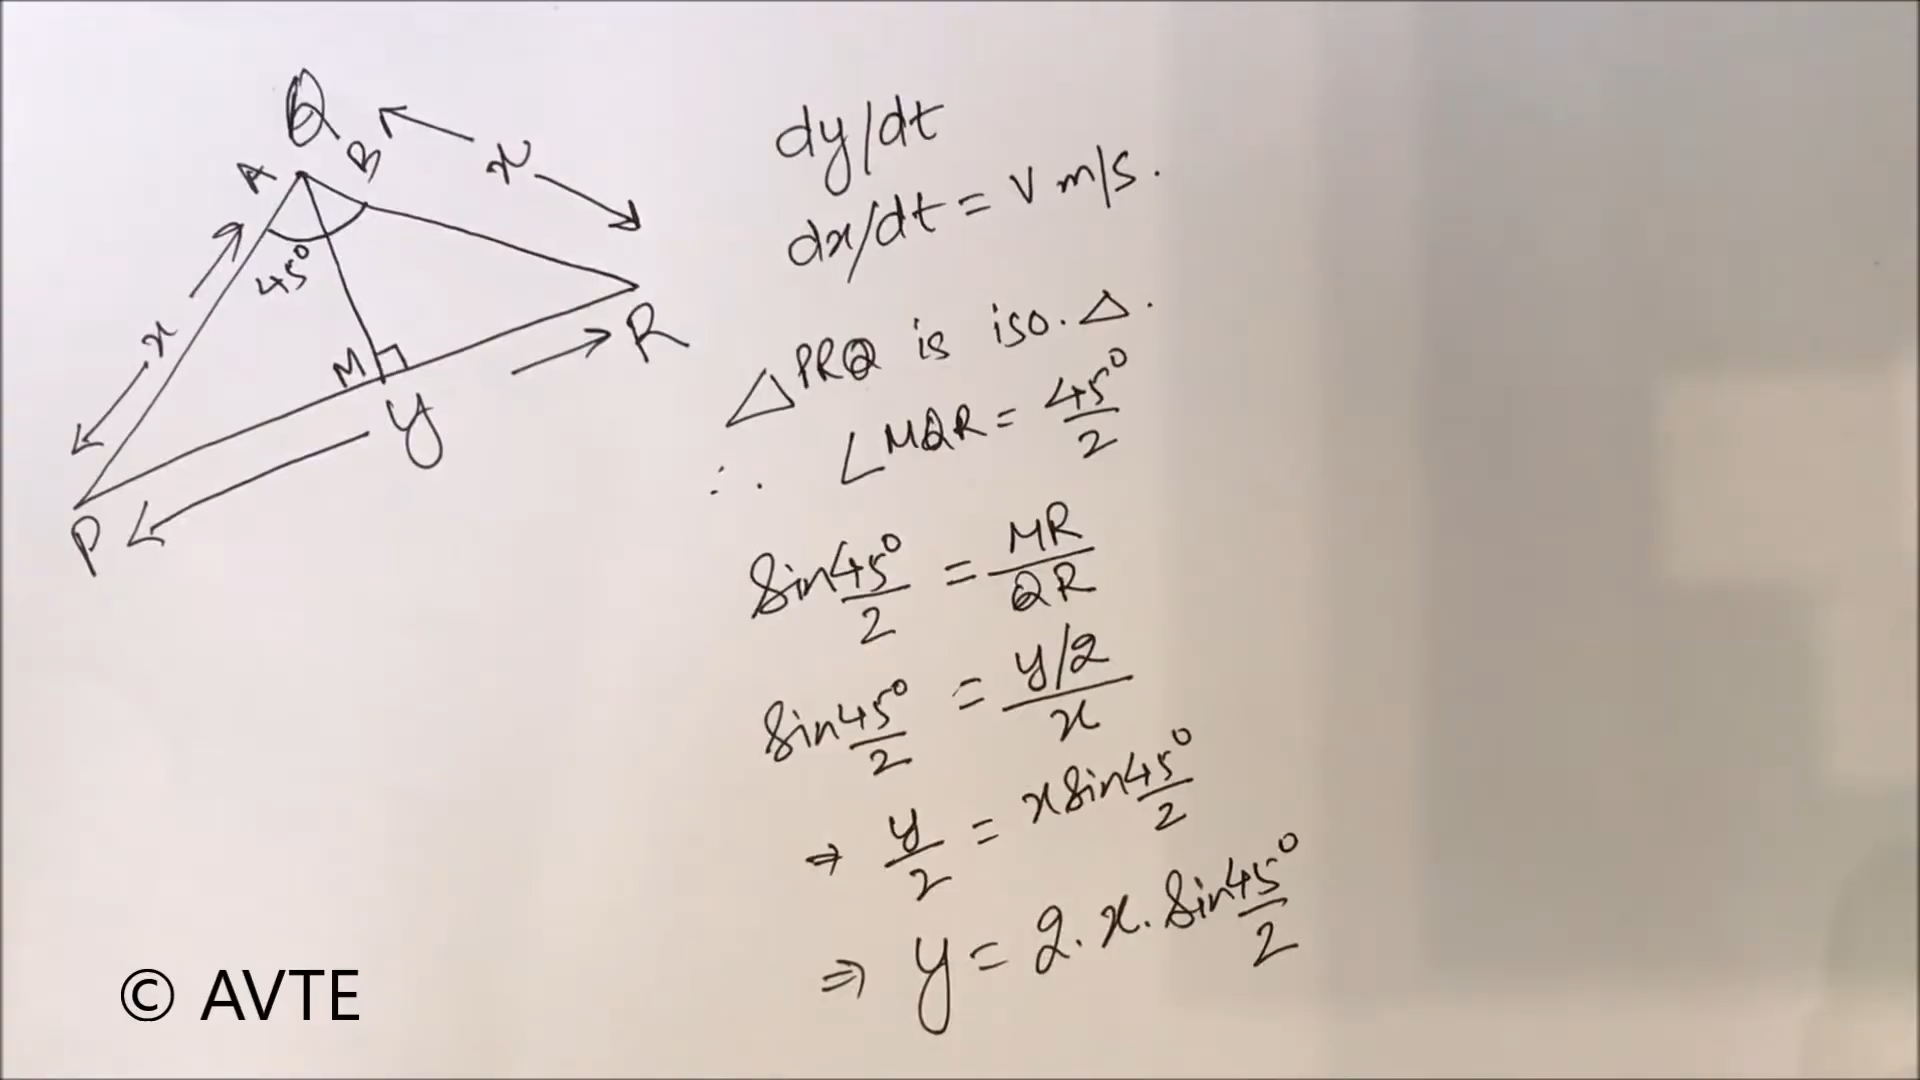 Q
A B x
45°
x
M
R
y
P
dy/dt
dx/dt = V m/s.
△PRQ is iso. △.
∴ ∠MQR = 45°/2
Sin 45°/2 = MR/QR
Sin 45°/2 = y/2/x
⇒ y/2 = x Sin 45°/2
⇒ y = 2. x. Sin 45°/2
© AVTE